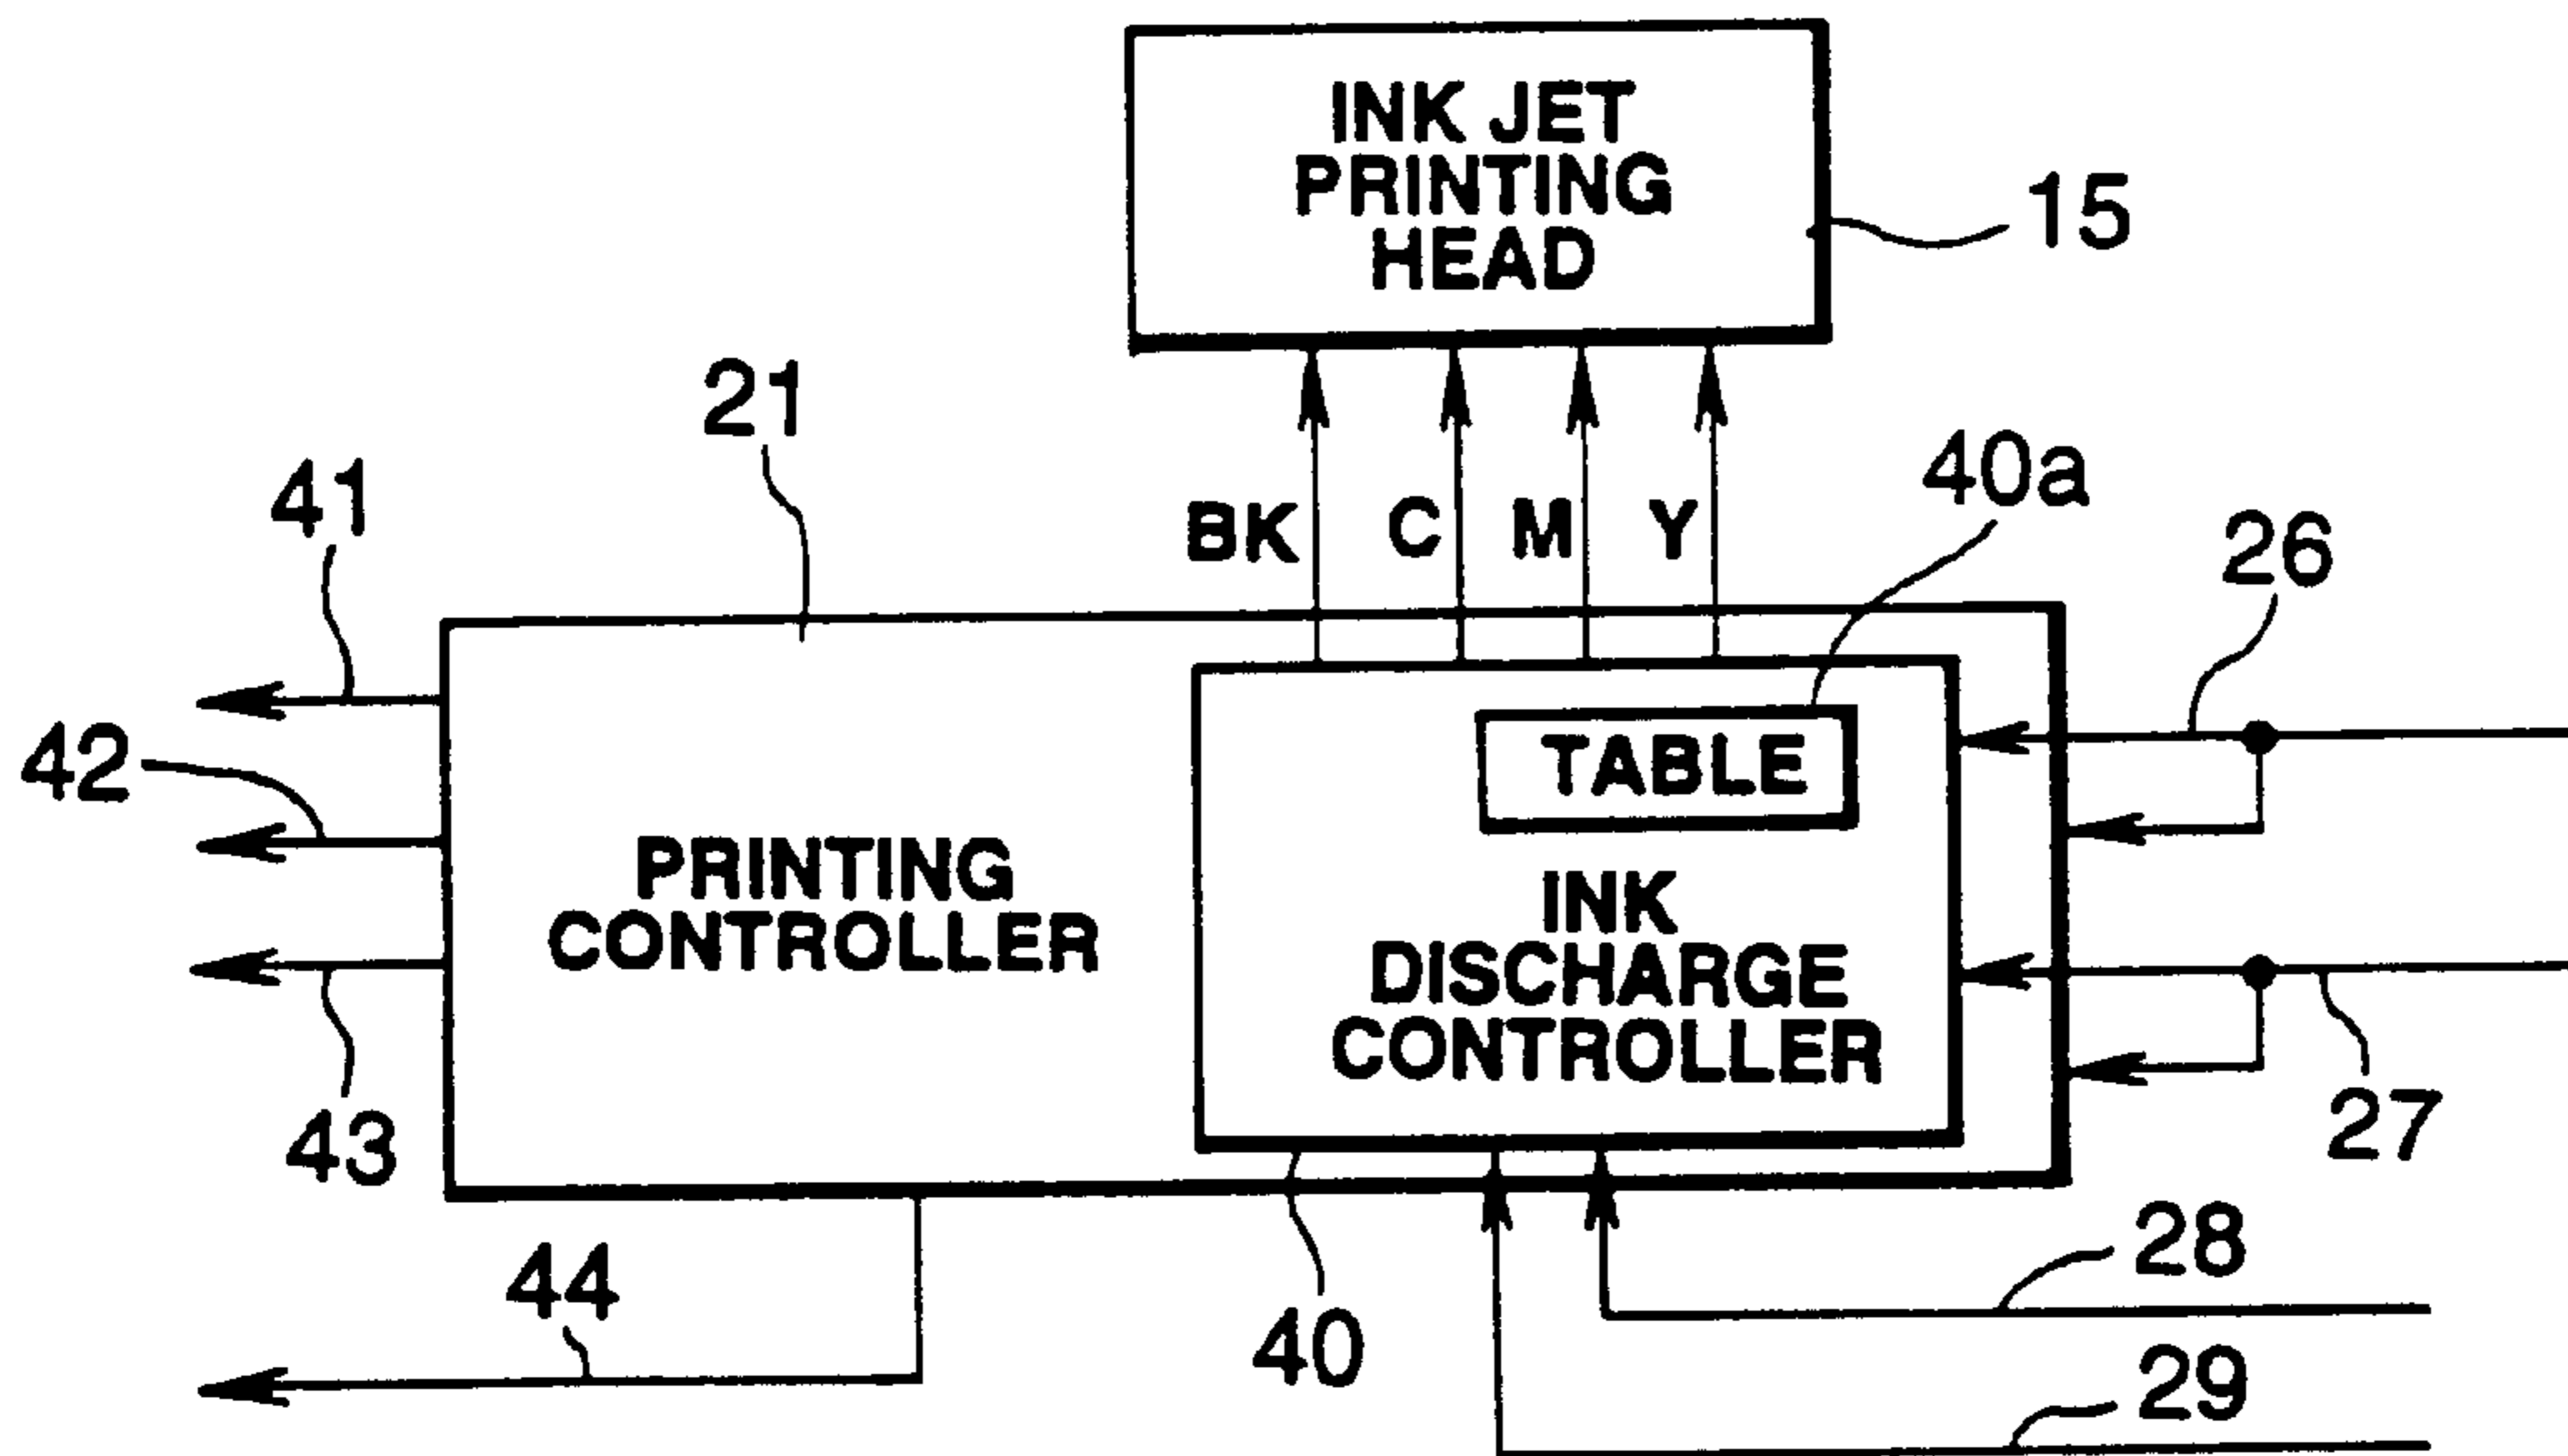 INK JET
PRINTING
HEAD
15
21
41
BK C M Y
40a
26
42
TABLE
PRINTING
CONTROLLER
INK
DISCHARGE
CONTROLLER
43
27
28
44
40
29